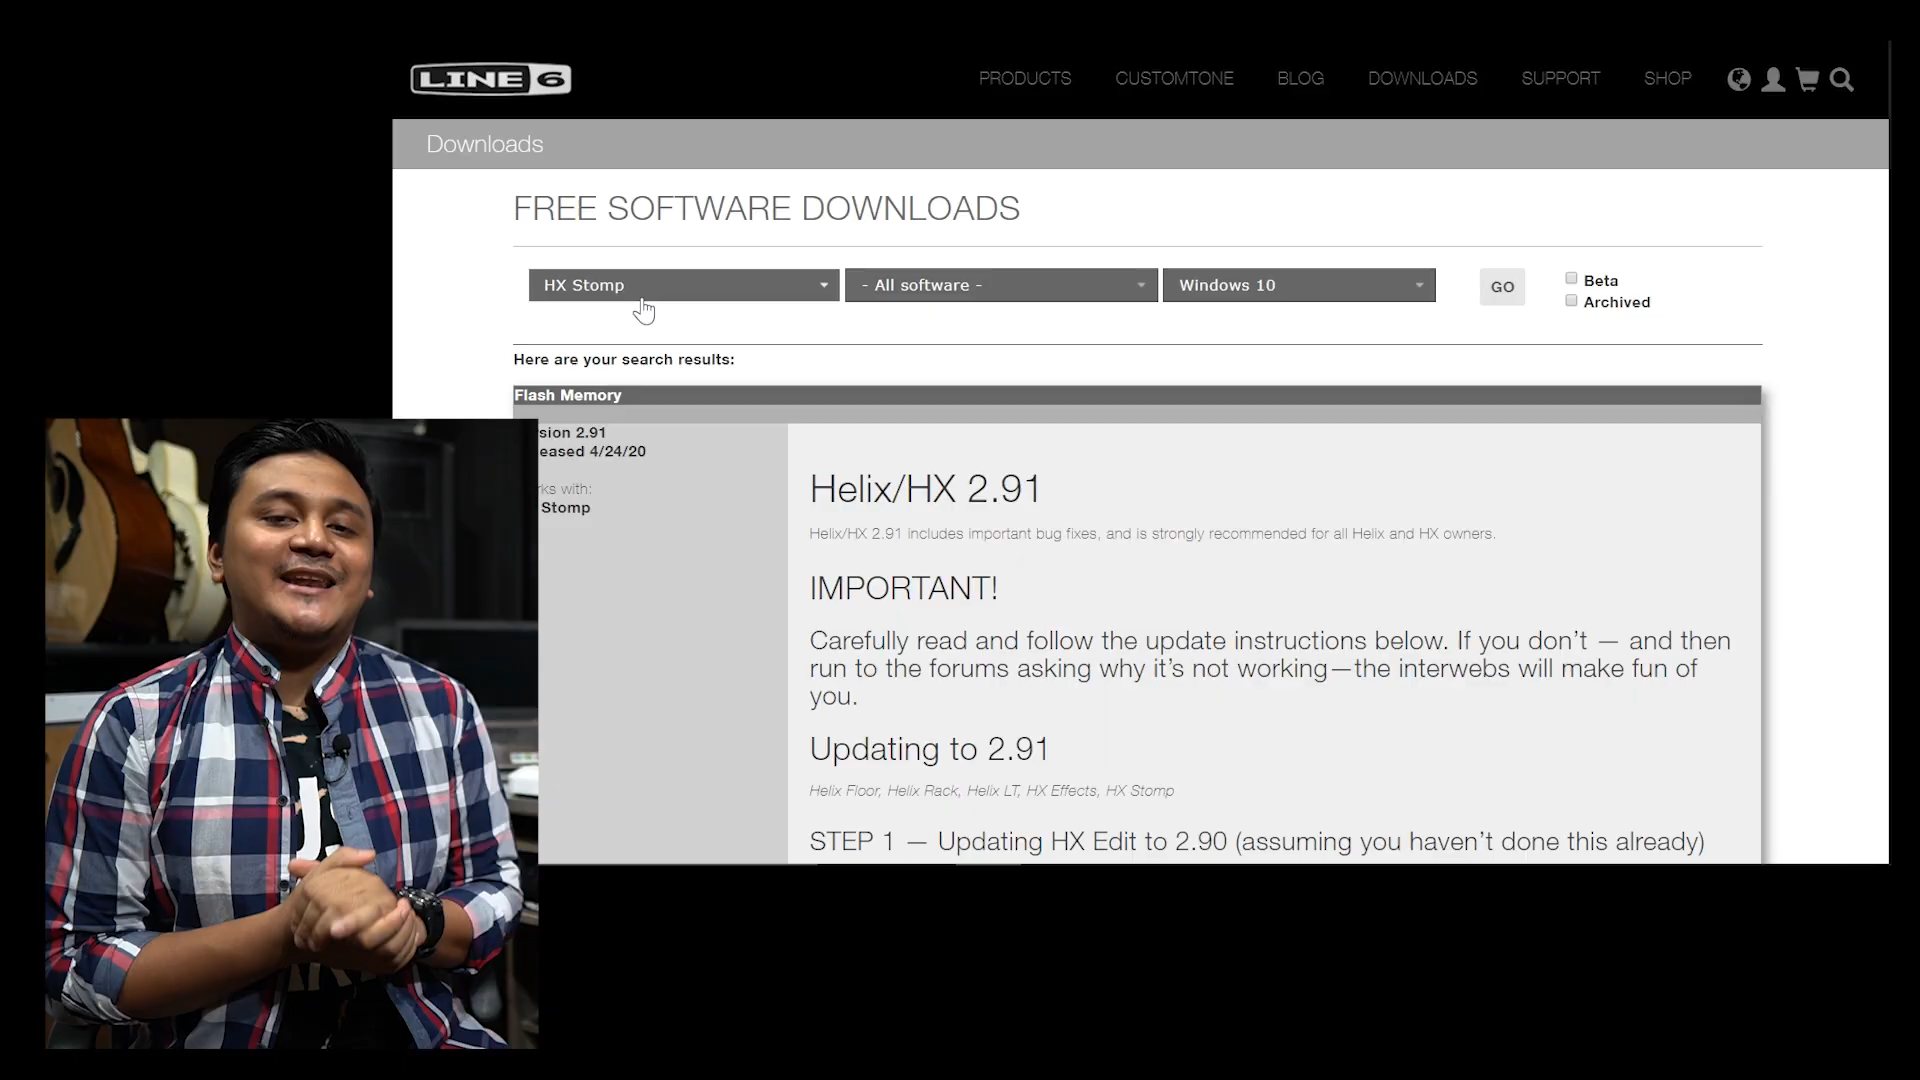 LINE 6
PRODUCTS CUSTOMTONE BLOG DOWNLOADS SUPPORT SHOP
Downloads
FREE SOFTWARE DOWNLOADS
HX Stomp - All software - Windows 10 GO Beta
Archived
Here are your search results:
Flash Memory
sion 2.91
eased 4/24/20
ks with:
Stomp
Helix/HX 2.91
Helix/HX 2.91 includes important bug fixes, and is strongly recommended for all Helix and HX owners.
IMPORTANT!
Carefully read and follow the update instructions below. If you don't — and then
run to the forums asking why it's not working—the interwebs will make fun of
you.
Updating to 2.91
Helix Floor, Helix Rack, Helix LT, HX Effects, HX Stomp
STEP 1 — Updating HX Edit to 2.90 (assuming you haven't done this already)